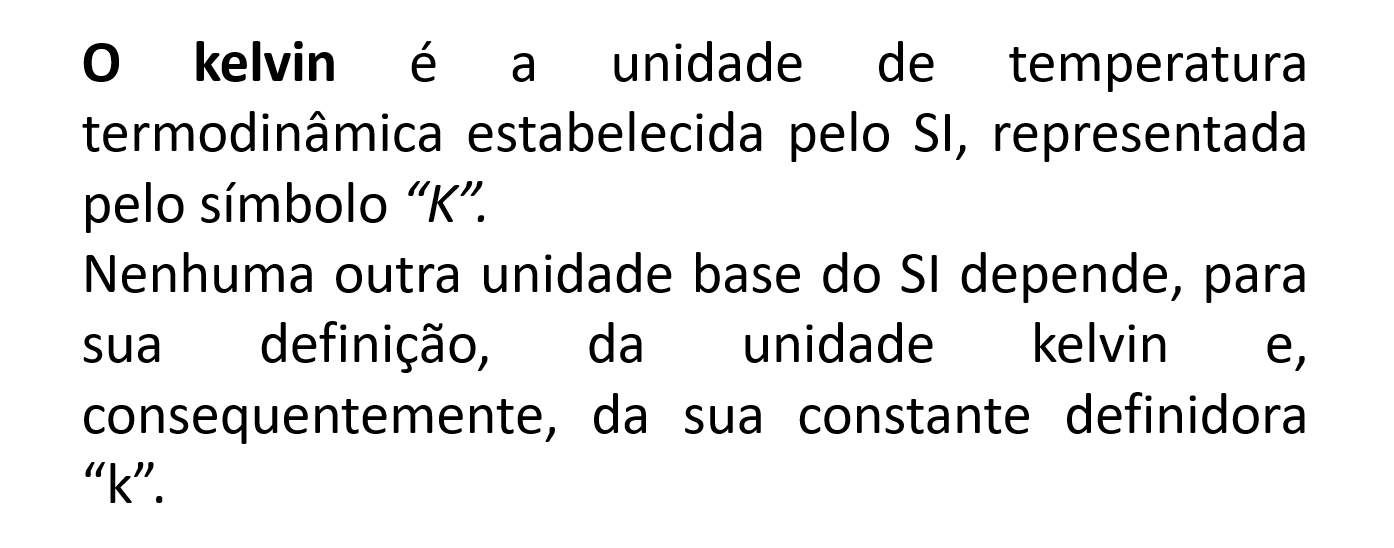 O kelvin é a unidade de temperatura
termodinâmica estabelecida pelo SI, representada
pelo símbolo “K”.
Nenhuma outra unidade base do SI depende, para
sua definição, da unidade kelvin e,
consequentemente, da sua constante definidora
“k”.